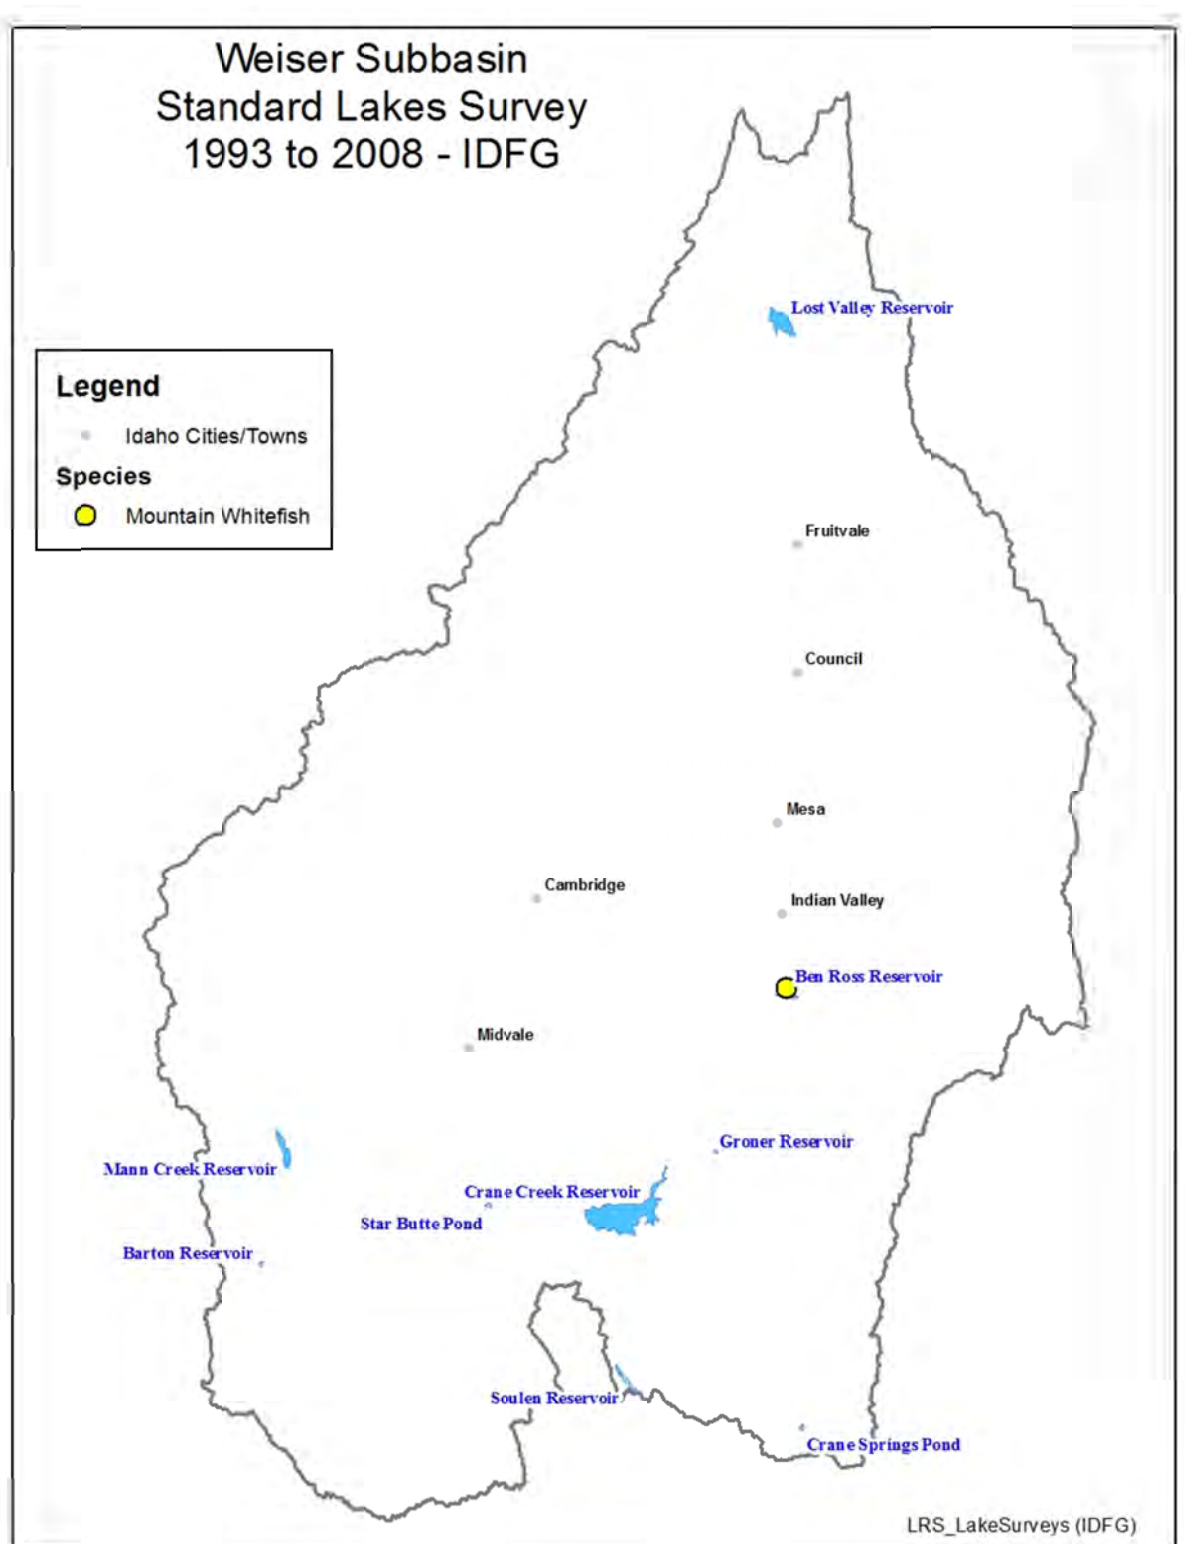 Weiser Subbasin
Standard Lakes Survey
1993 to 2008 - IDFG
Lost Valley Reservoir
Legend
Idaho Cities/Towns
Species
Mountain Whitefish
Fruitvale
Council
Mesa
Cambridge
Indian Valley
Ben Ross Reservoir
Midvale
Groner Reservoir
Mann Creek Reservoir
Crane Creek Reservoir
Star Butte Pond
Barton Reservoir
Soulen Reservoir
Crane Springs Pond
LRS_LakeSurveys (IDFG)